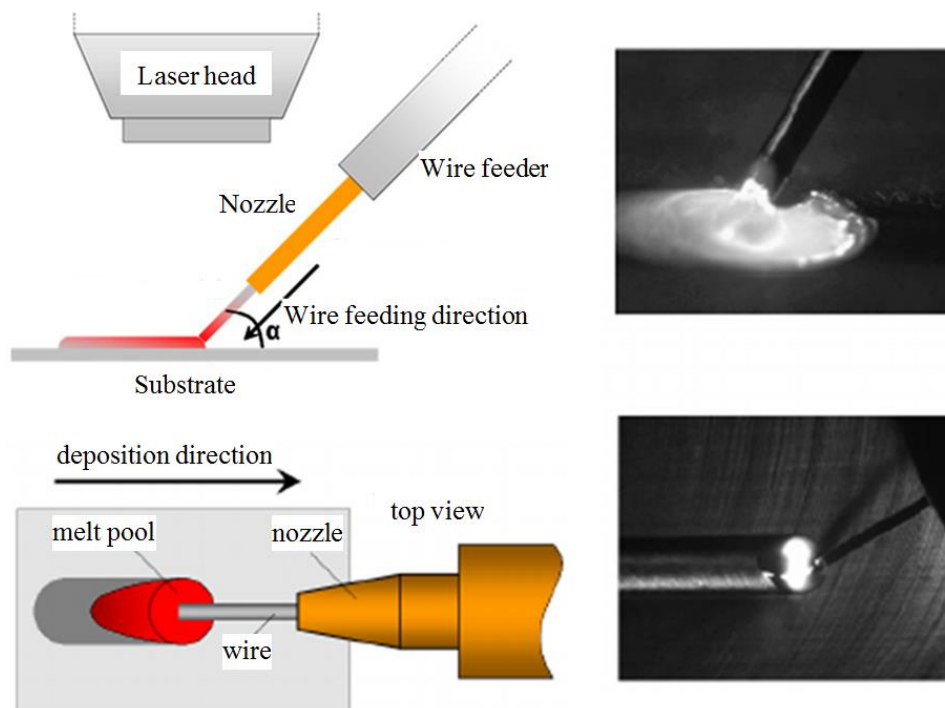 Laser head
Wire feeder
Nozzle
Wire feeding direction
α
Substrate
deposition direction
top view
melt pool
nozzle
wire